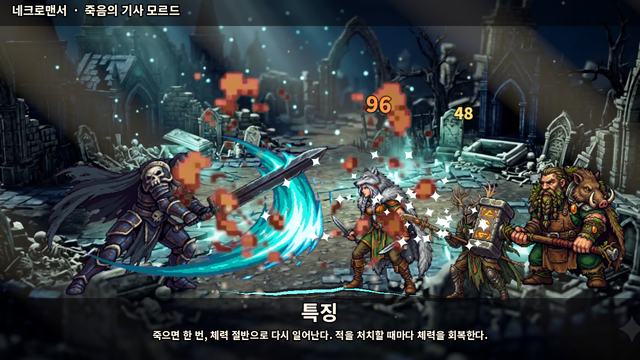 네크로맨서 · 죽음의 기사 모르드
96
48
특징
죽으면 한 번, 체력 절반으로 다시 일어난다. 적을 처치할 때마다 체력을 회복한다.